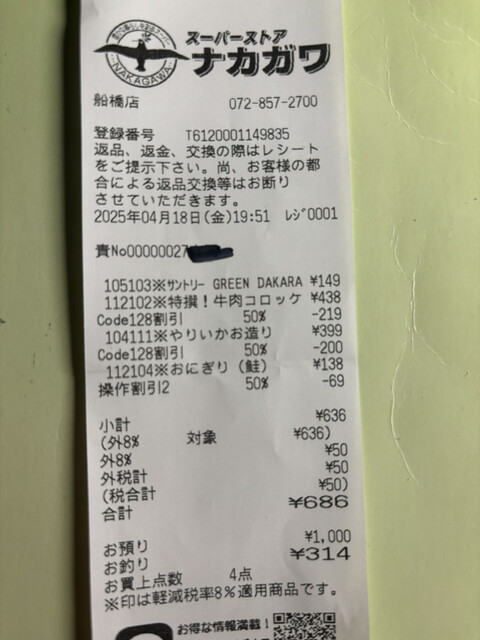 NAKAGAWA
スーパーストア
ナカガワ
船橋店 072-857-2700
登録番号 T6120001149835
返品、返金、交換の際はレシート
をご提示下さい。尚、お客様の都
合による返品交換等はお断り
させていただきます。
2025年04月18日(金)19:51 レジ0001
責No00000027
105103※サントリー GREEN DAKARA ¥149
112102※特撰!牛肉コロッケ ¥438
Code128割引 50% -219
104111※やりいかお造り ¥399
Code128割引 50% -200
112104※おにぎり(鮭) ¥138
操作割引2 50% -69
小計 ¥636
(外8% 対象 ¥636)
外8% ¥50
外税計 ¥50
(税合計 ¥50)
合計 ¥686
お預り ¥1,000
お釣り ¥314
お買上点数 4点
※印は軽減税率8%適用商品です。
お得な情報満載!